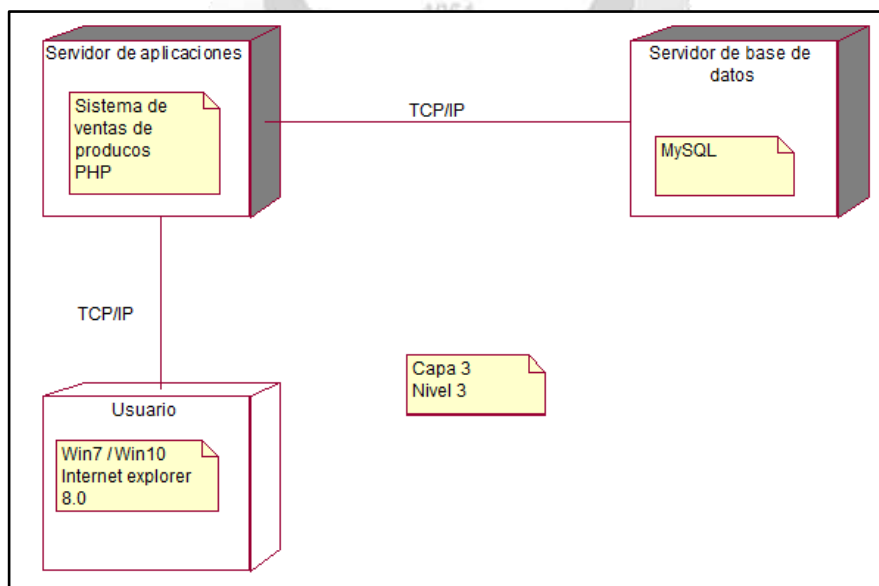 Servidor de aplicaciones
Sistema de
ventas de
producos
PHP
TCP/IP
Servidor de base de
datos
MySQL
TCP/IP
Capa 3
Nivel 3
Usuario
Win7 / Win10
Internet explorer
8.0